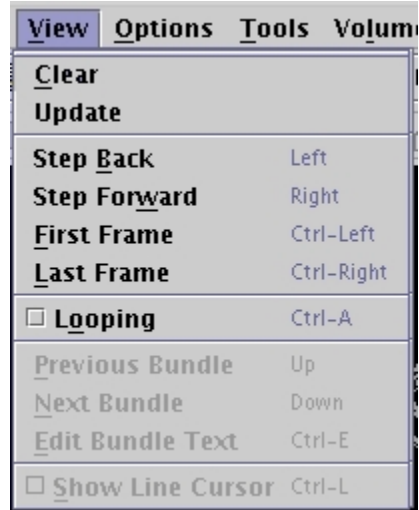 View Options Tools Volum
Clear
Update
Step Back Left
Step Forward Right
First Frame Ctrl-Left
Last Frame Ctrl-Right
Looping Ctrl-A
Previous Bundle Up
Next Bundle Down
Edit Bundle Text Ctrl-E
Show Line Cursor Ctrl-L